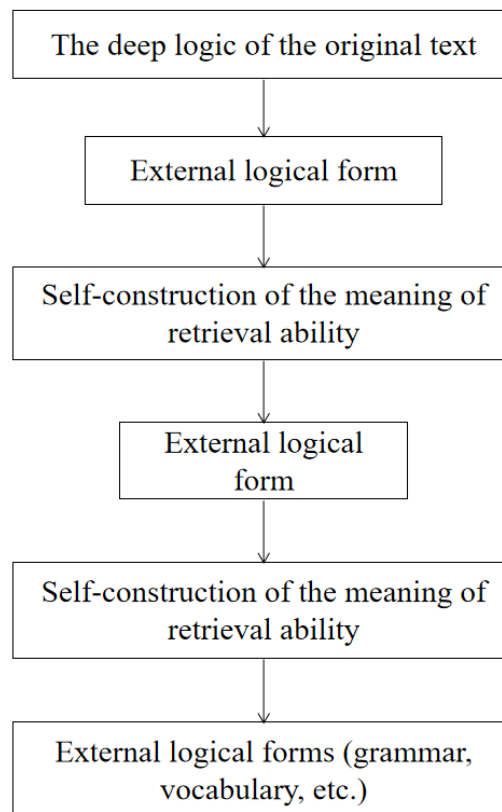 The deep logic of the original text
External logical form
Self-construction of the meaning of
retrieval ability
External logical
form
Self-construction of the meaning of
retrieval ability
External logical forms (grammar,
vocabulary, etc.)